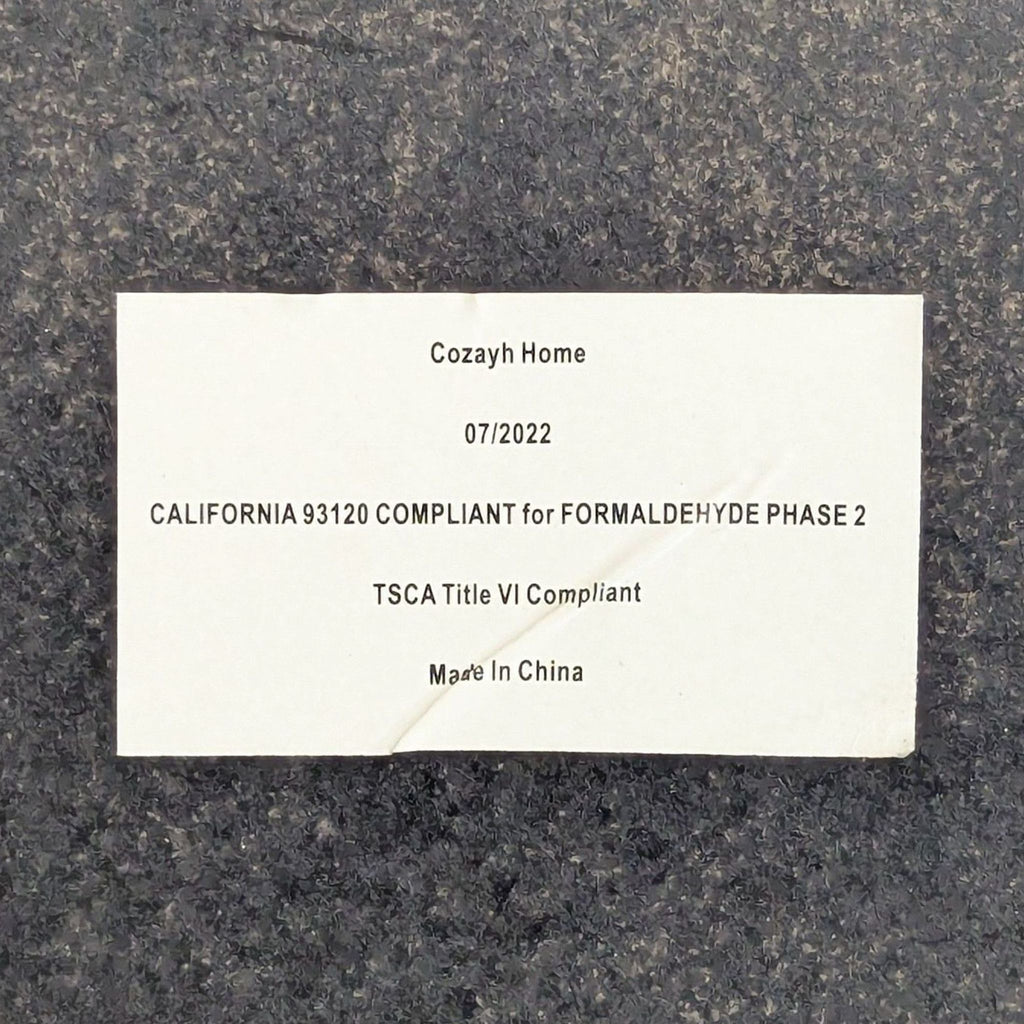 Cozayh Home
07/2022
CALIFORNIA 93120 COMPLIANT for FORMALDEHYDE PHASE 2
TSCA Title VI Compliant
Made In China